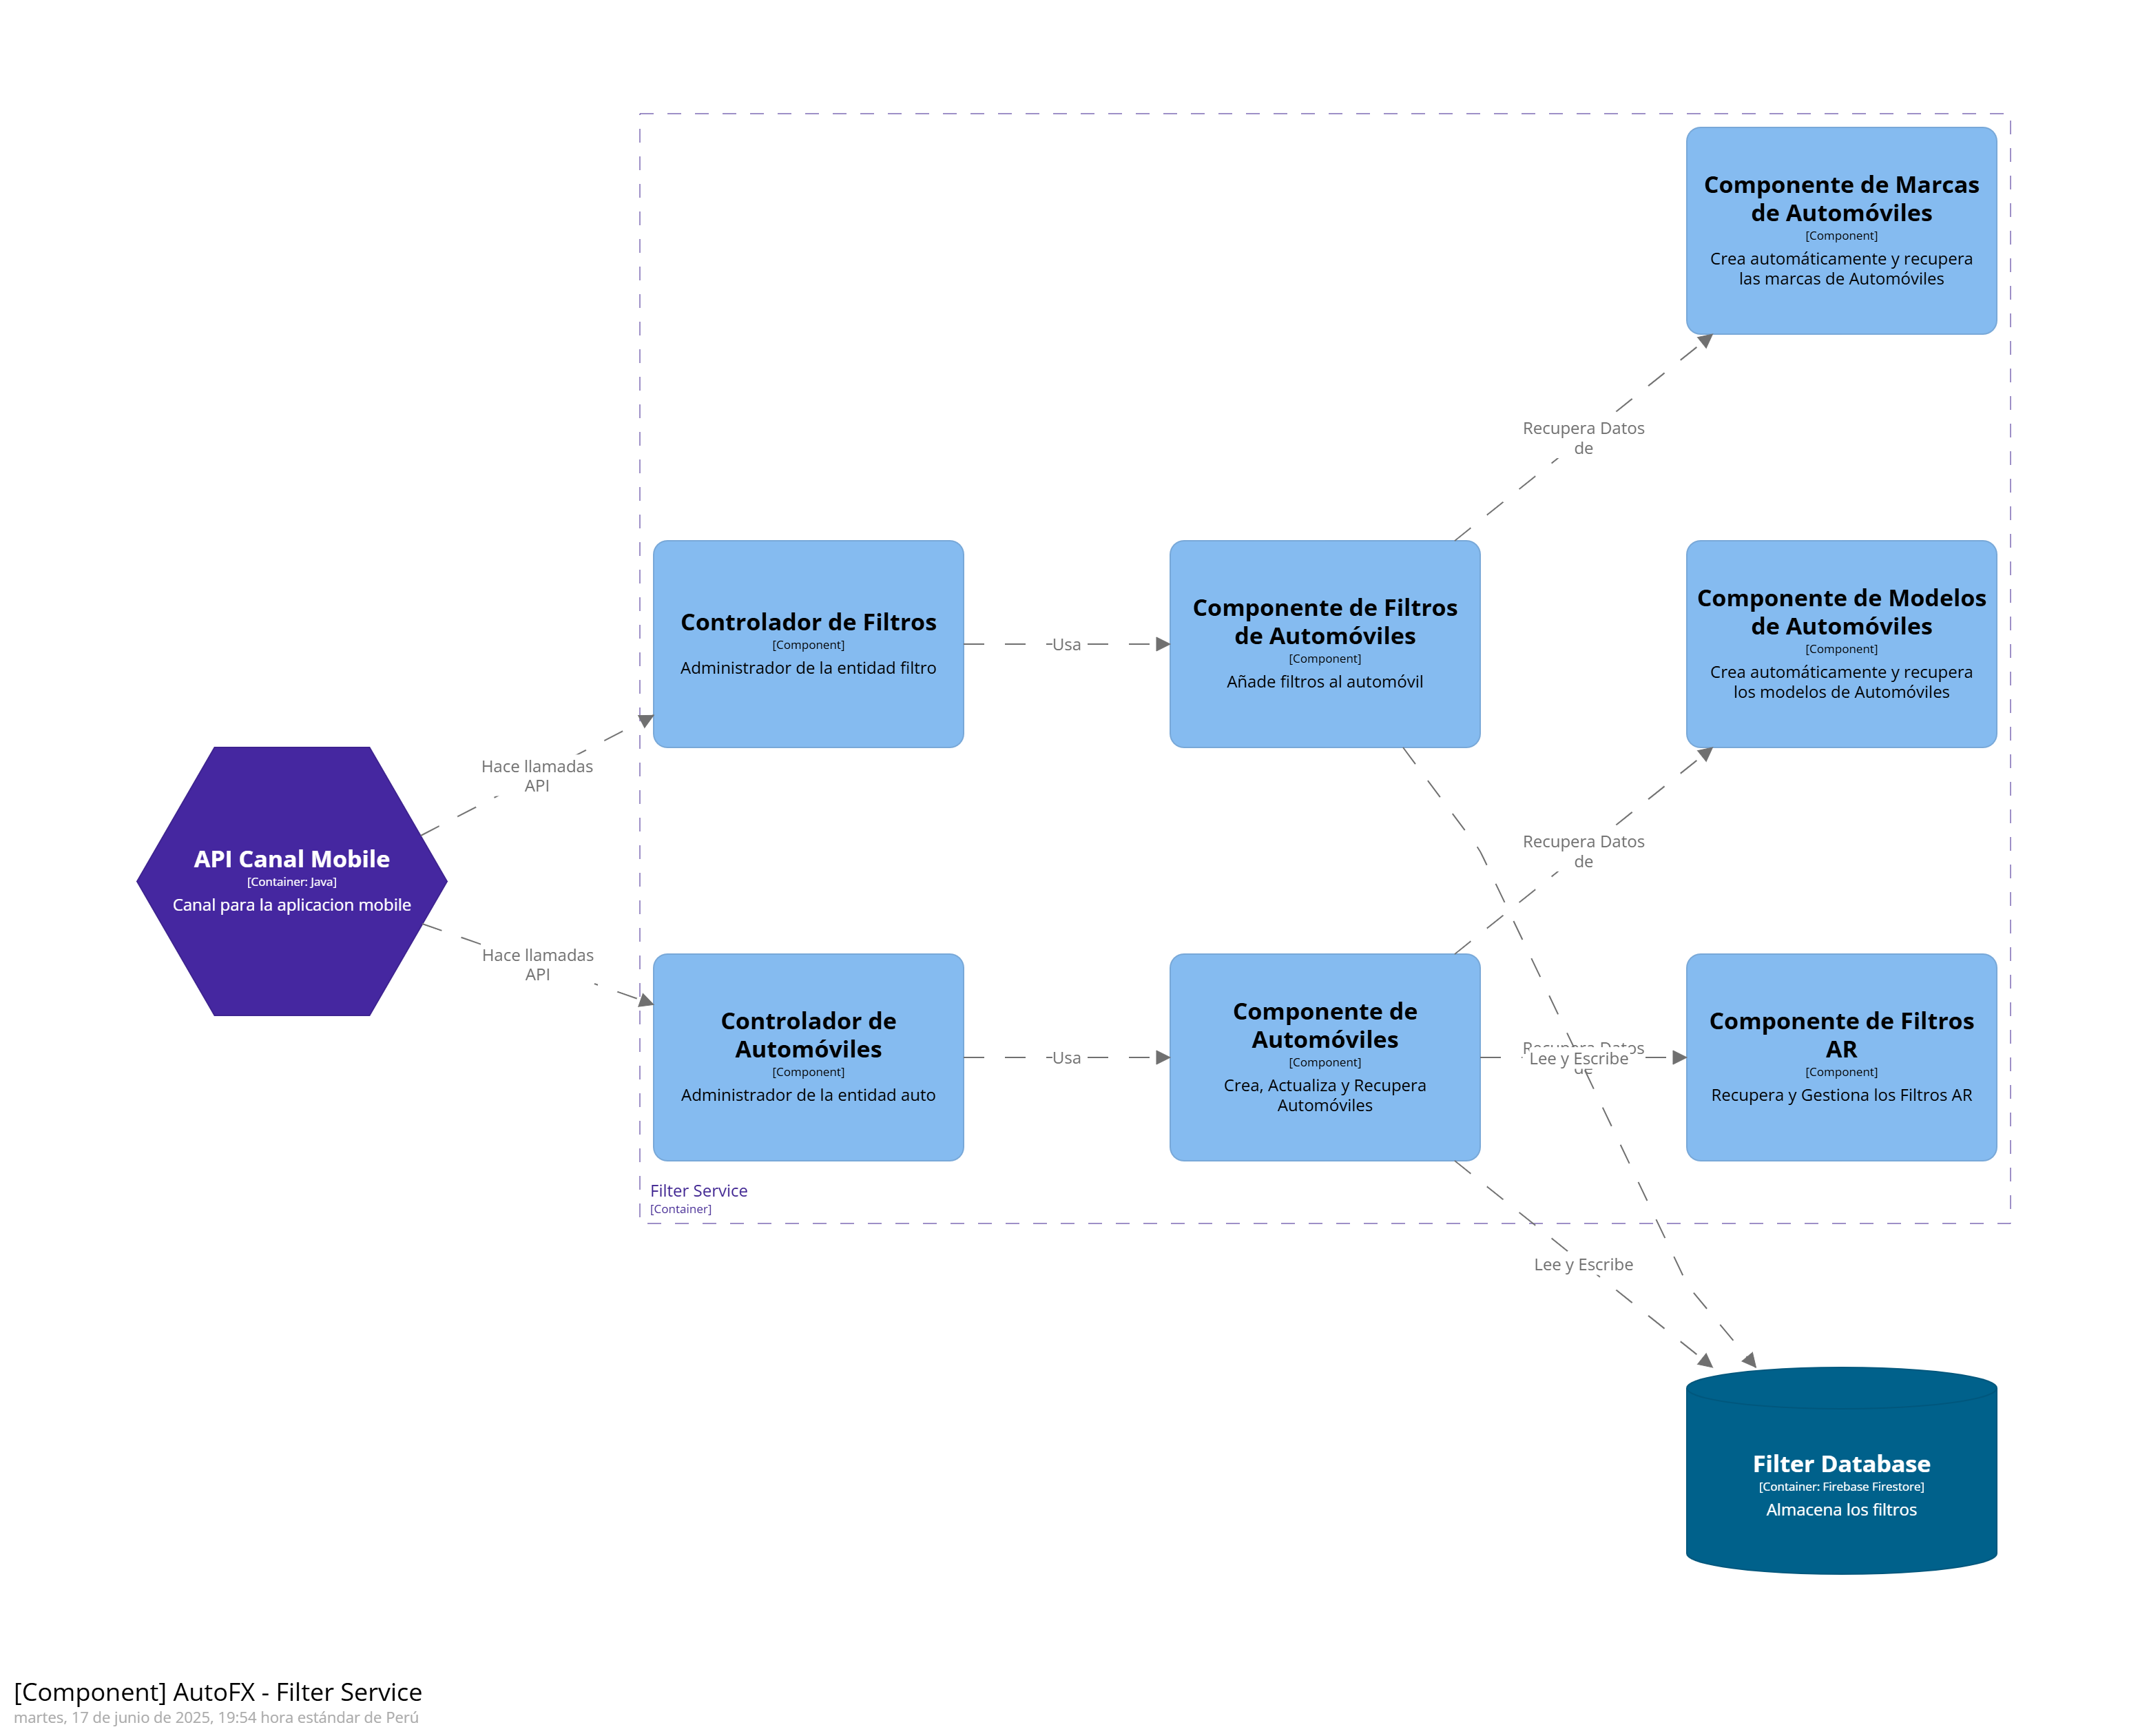 Componente de Marcas
de Automóviles
[Component]
Crea automáticamente y recupera
las marcas de Automóviles
Recupera Datos
de
Controlador de Filtros
[Component]
Administrador de la entidad filtro
Usa
Componente de Filtros
de Automóviles
[Component]
Añade filtros al automóvil
Componente de Modelos
de Automóviles
[Component]
Crea automáticamente y recupera
los modelos de Automóviles
Hace llamadas
API
API Canal Mobile
[Container: Java]
Canal para la aplicacion mobile
Recupera Datos
de
Hace llamadas
API
Controlador de
Automóviles
[Component]
Administrador de la entidad auto
Usa
Componente de
Automóviles
[Component]
Crea, Actualiza y Recupera
Automóviles
Recupera Datos
de
Lee y Escribe
Componente de Filtros
AR
[Component]
Recupera y Gestiona los Filtros AR
Filter Service
[Container]
Lee y Escribe
Filter Database
[Container: Firebase Firestore]
Almacena los filtros
[Component] AutoFX - Filter Service
martes, 17 de junio de 2025, 19:54 hora estándar de Perú